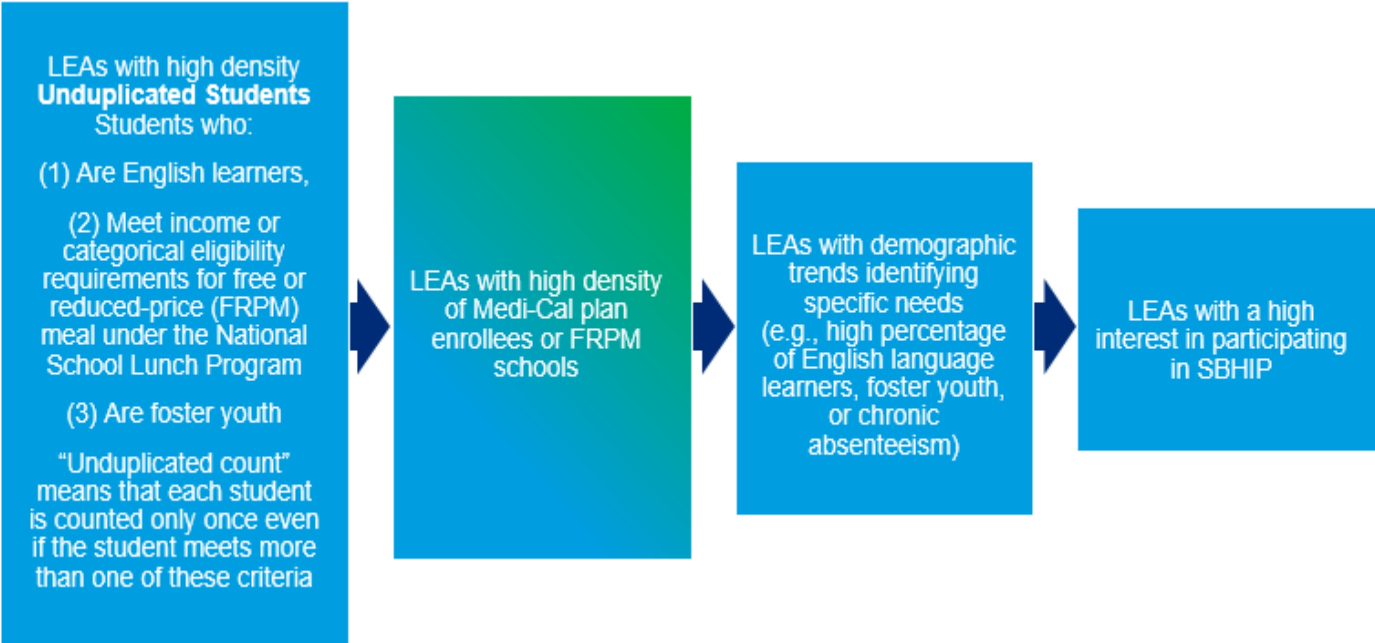 LEAs with high density
Unduplicated Students
Students who:
(1) Are English learners,
(2) Meet income or
categorical eligibility
requirements for free or
reduced-price (FRPM)
meal under the National
School Lunch Program
(3) Are foster youth
“Unduplicated count”
means that each student
is counted only once even
if the student meets more
than one of these criteria
LEAs with high density
of Medi-Cal plan
enrollees or FRPM
schools
LEAs with demographic
trends identifying
specific needs
(e.g., high percentage
of English language
learners, foster youth,
or chronic
absenteeism)
LEAs with a high
interest in participating
in SBHIP